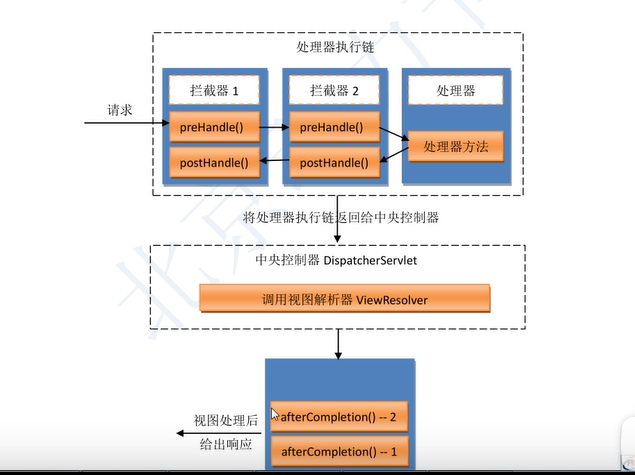 处理器执行链
拦截器 1
拦截器 2
处理器
请求
preHandle()
preHandle()
处理器方法
postHandle()
postHandle()
将处理器执行链返回给中央控制器
中央控制器 DispatcherServlet
调用视图解析器 ViewResolver
视图处理后
给出响应
afterCompletion() -- 2
afterCompletion() -- 1